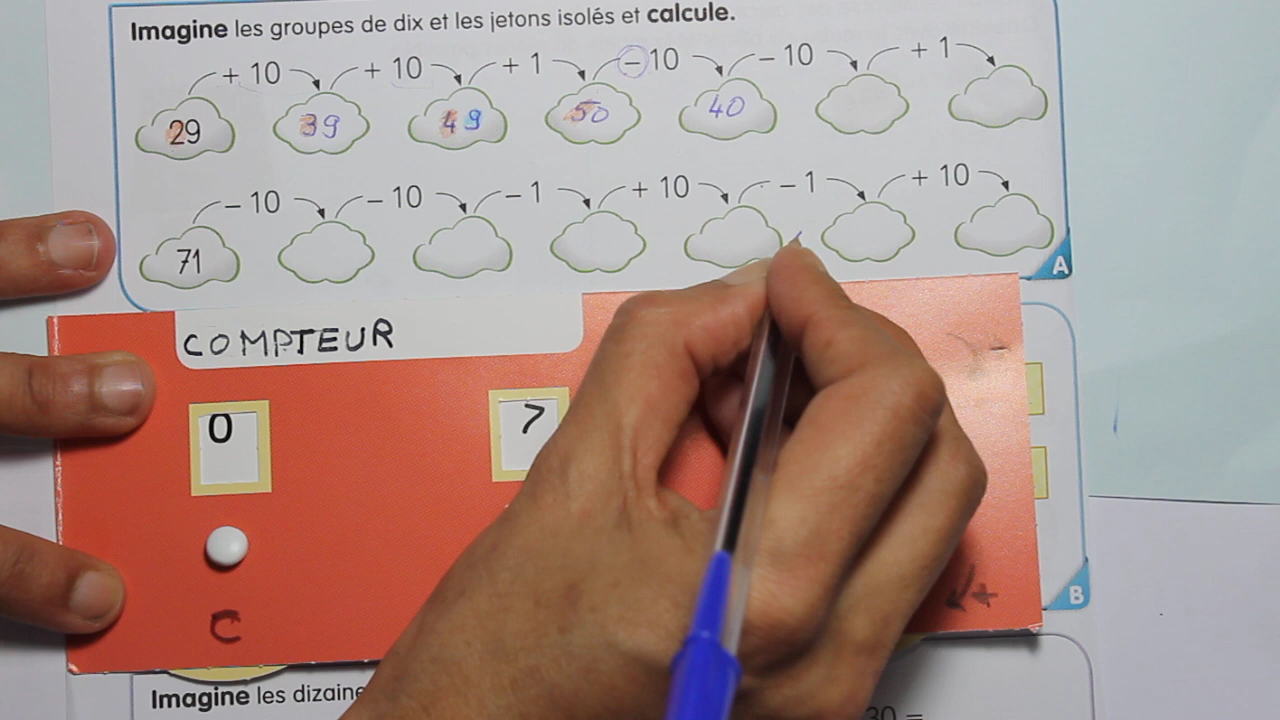 Imagine les groupes de dix et les jetons isolés et calcule.
+ 10 + 10 + 1 − 10 − 10 + 1
29 39 49 50 40
− 10 − 10 − 1 + 10 − 1 + 10
71
A
COMPTEUR
0 7
C
+
B
Imagine les
30 =